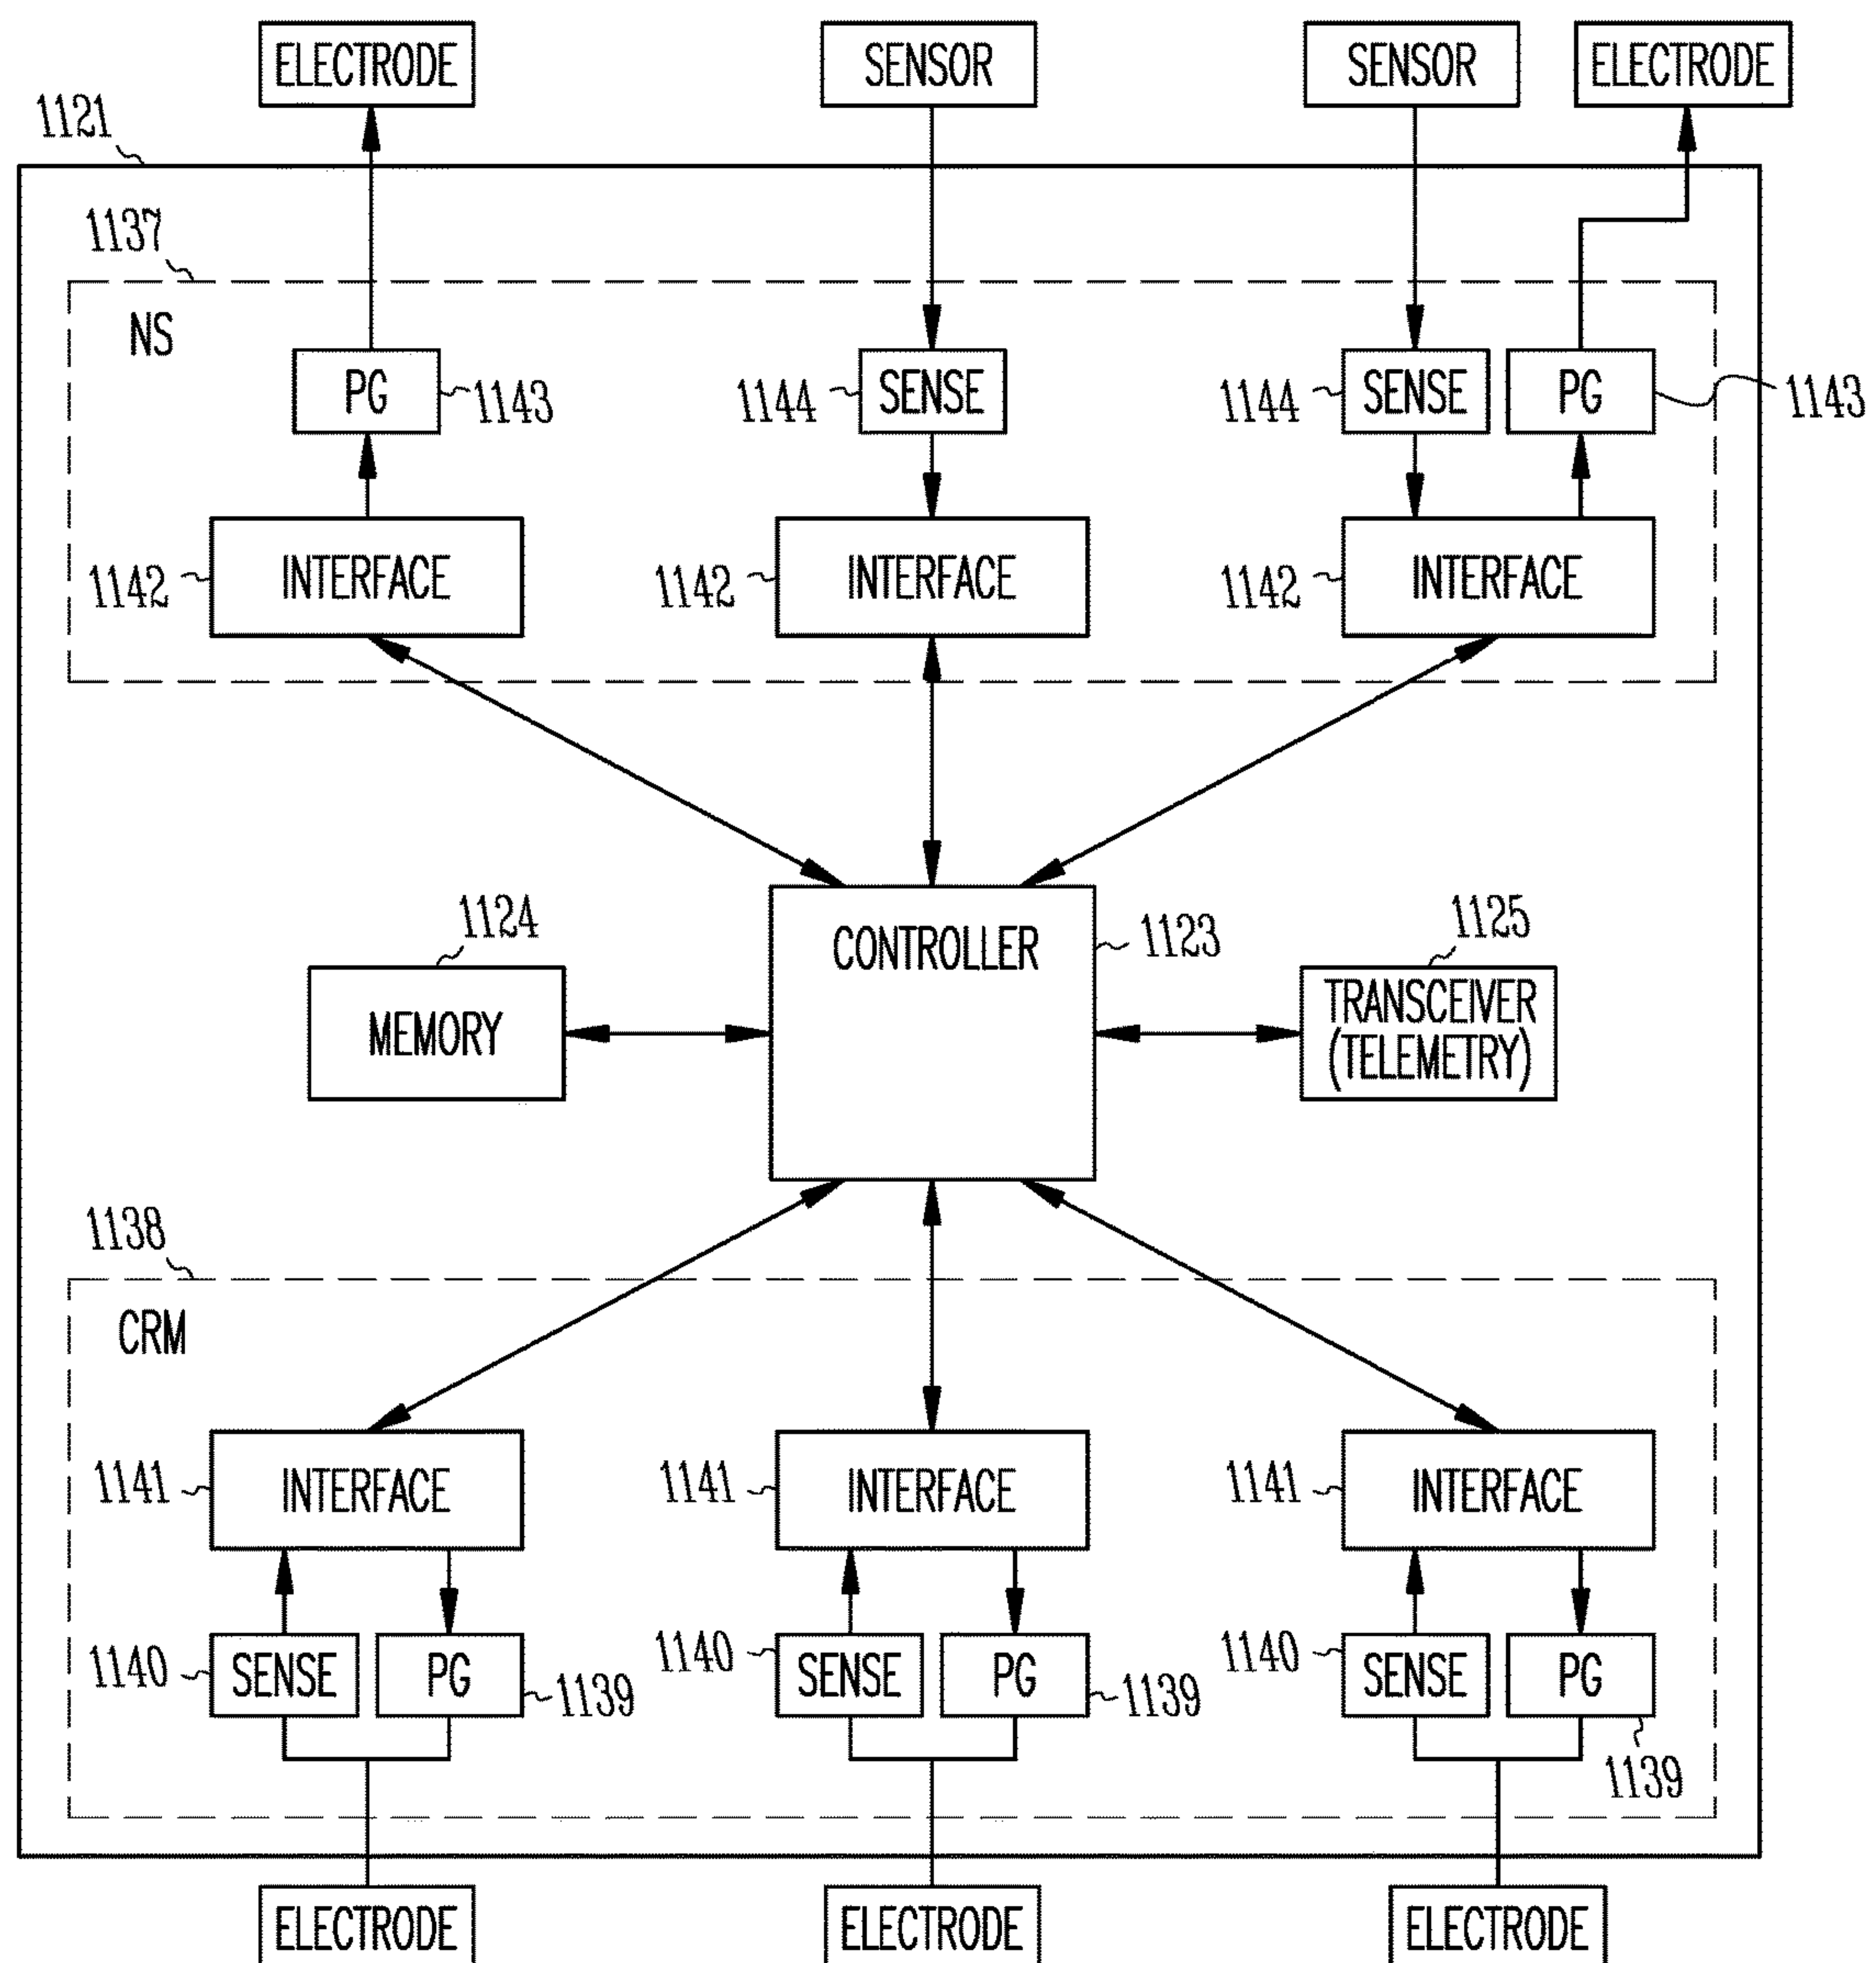 ELECTRODE
SENSOR
SENSOR
ELECTRODE
1121
1137
NS
PG
1143
1144
SENSE
1144
SENSE
PG
1143
1142
INTERFACE
1142
INTERFACE
1142
INTERFACE
1124
MEMORY
CONTROLLER
1123
1125
TRANSCEIVER
(TELEMETRY)
1138
CRM
1141
INTERFACE
1141
INTERFACE
1141
INTERFACE
1140
SENSE
PG
1139
1140
SENSE
PG
1139
1140
SENSE
PG
1139
ELECTRODE
ELECTRODE
ELECTRODE